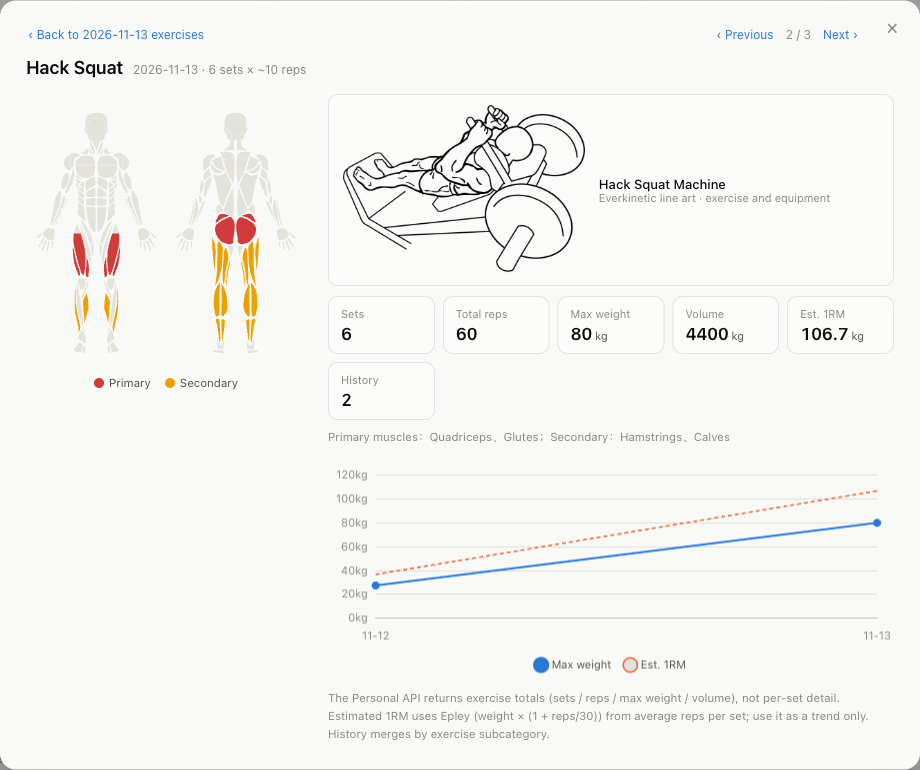 ‹ Back to 2026-11-13 exercises
‹ Previous 2 / 3 Next ›
×
Hack Squat 2026-11-13 · 6 sets × ~10 reps
Primary Secondary
Hack Squat Machine
Everkinetic line art · exercise and equipment
Sets
6
Total reps
60
Max weight
80 kg
Volume
4400 kg
Est. 1RM
106.7 kg
History
2
Primary muscles：Quadriceps、Glutes；Secondary：Hamstrings、Calves
120kg
100kg
80kg
60kg
40kg
20kg
0kg
11-12 11-13
Max weight Est. 1RM
The Personal API returns exercise totals (sets / reps / max weight / volume), not per-set detail.
Estimated 1RM uses Epley (weight × (1 + reps/30)) from average reps per set; use it as a trend only.
History merges by exercise subcategory.